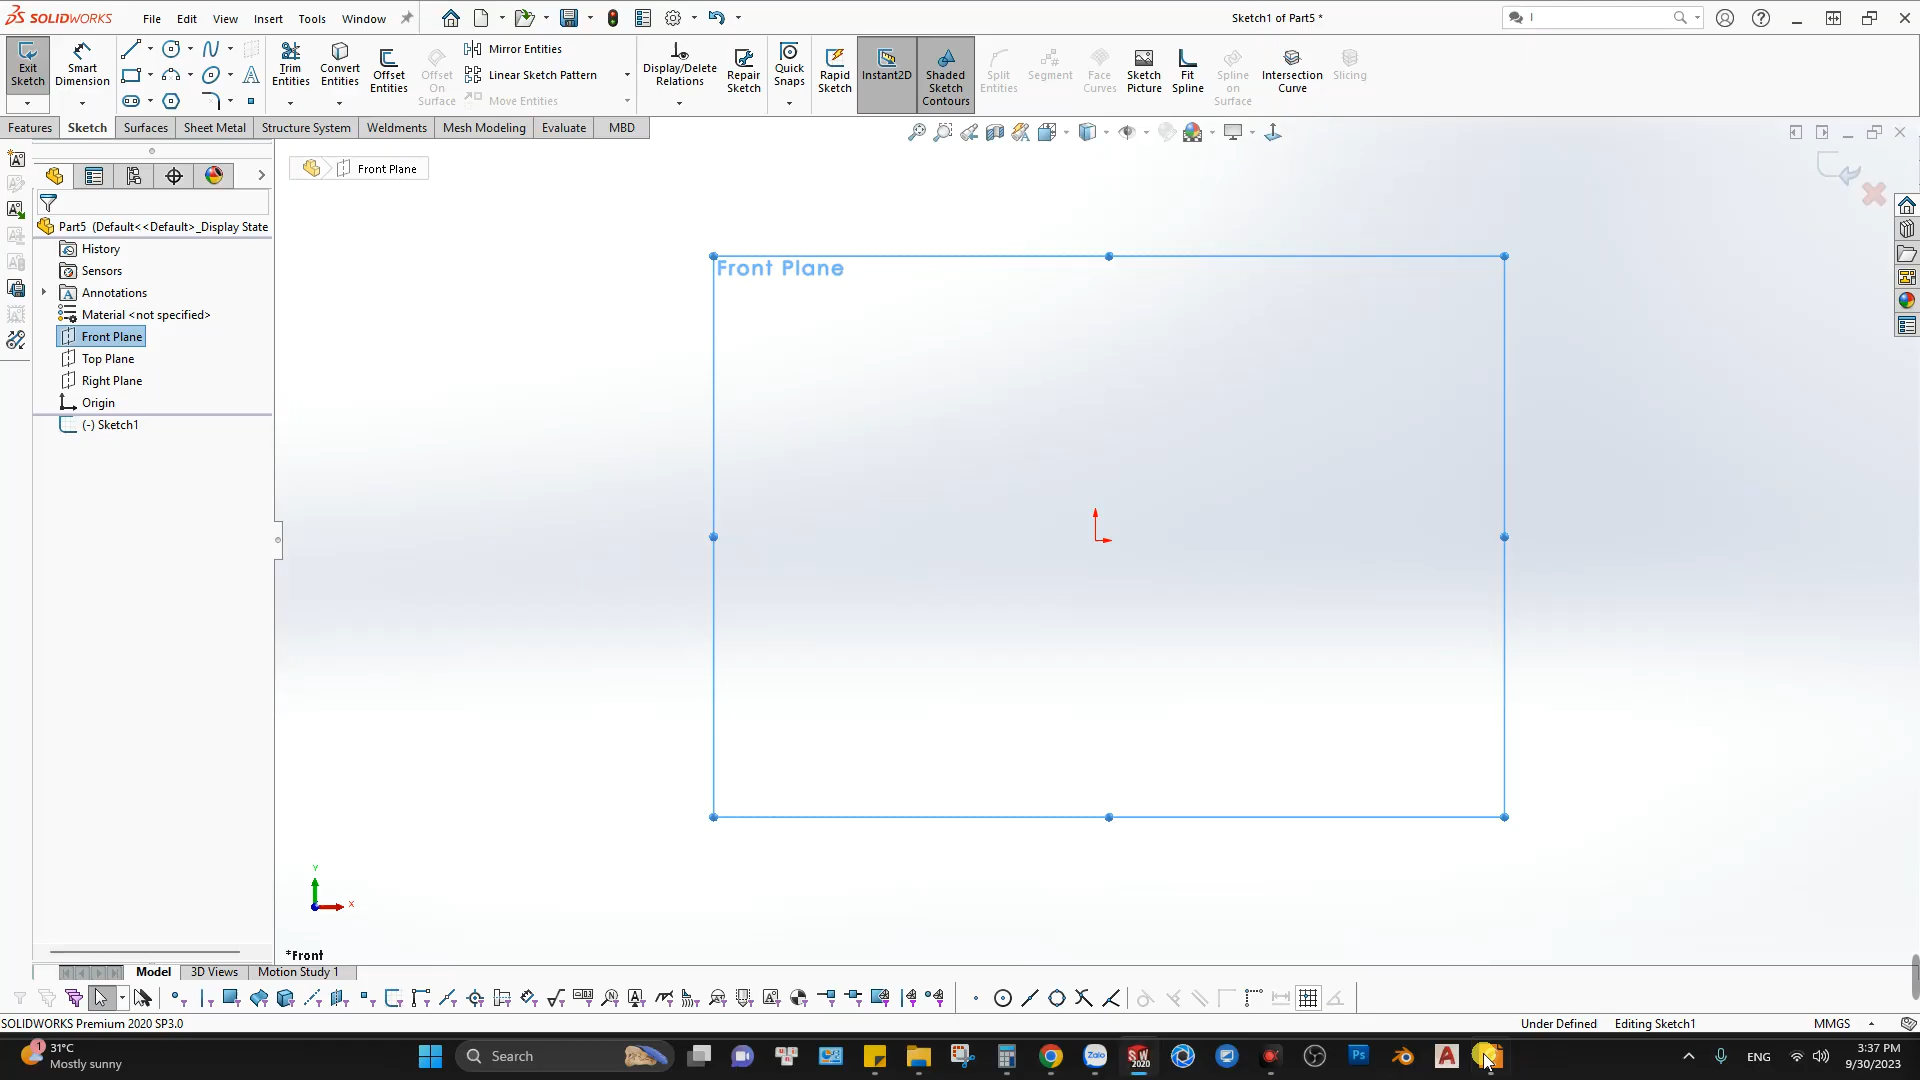 SOLIDWORKS File Edit View Insert Tools Window Sketch1 of Part5 * I
Exit Sketch
Smart Dimension
Trim Entities
Convert Entities
Offset Entities
Offset On Surface
Mirror Entities
Linear Sketch Pattern
Move Entities
Display/Delete Relations
Repair Sketch
Quick Snaps
Rapid Sketch
Instant2D
Shaded Sketch Contours
Split Entities
Segment
Face Curves
Sketch Picture
Fit Spline
Spline on Surface
Intersection Curve
Slicing
Features Sketch Surfaces Sheet Metal Structure System Weldments Mesh Modeling Evaluate MBD
Front Plane
Part5 (Default<<Default>_Display State
History
Sensors
Annotations
Material <not specified>
Front Plane
Top Plane
Right Plane
Origin
(-) Sketch1
Front Plane
Y
X
*Front
Model 3D Views Motion Study 1
SOLIDWORKS Premium 2020 SP3.0 Under Defined Editing Sketch1 MMGS
31°C
Mostly sunny
1
Search
Zalo
SW
2020
Ps
A
ENG
3:37 PM
9/30/2023